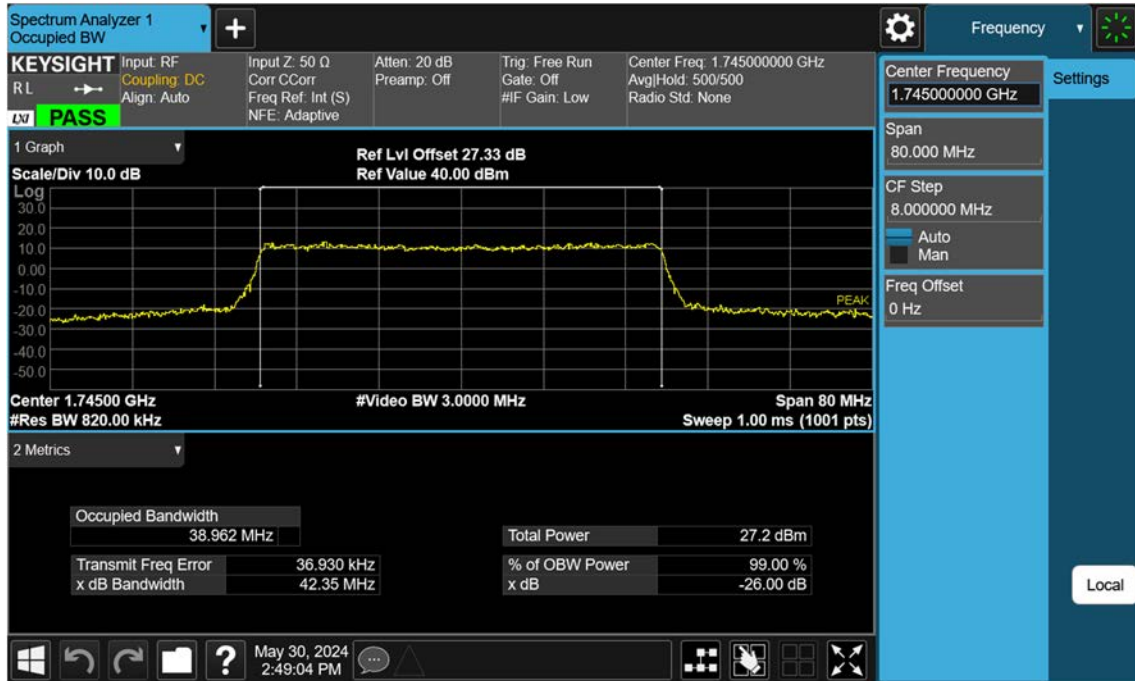 Spectrum Analyzer 1
Occupied BW
Frequency
KEYSIGHT
R L
LXI
PASS
Input: RF
Coupling: DC
Align: Auto
Input Z: 50 Ω
Corr CCorr
Freq Ref: Int (S)
NFE: Adaptive
Atten: 20 dB
Preamp: Off
Trig: Free Run
Gate: Off
#IF Gain: Low
Center Freq: 1.745000000 GHz
Avg|Hold: 500/500
Radio Std: None
Center Frequency
1.745000000 GHz
Settings
Span
80.000 MHz
CF Step
8.000000 MHz
Auto
Man
Freq Offset
0 Hz
Local
1 Graph
Scale/Div 10.0 dB
Ref Lvl Offset 27.33 dB
Ref Value 40.00 dBm
Log
30.0
20.0
10.0
0.00
-10.0
-20.0
-30.0
-40.0
-50.0
PEAK
Center 1.74500 GHz
#Video BW 3.0000 MHz
Span 80 MHz
#Res BW 820.00 kHz
Sweep 1.00 ms (1001 pts)
2 Metrics
Occupied Bandwidth
38.962 MHz
Total Power 27.2 dBm
Transmit Freq Error 36.930 kHz
% of OBW Power 99.00 %
x dB Bandwidth 42.35 MHz
x dB -26.00 dB
?
May 30, 2024
2:49:04 PM